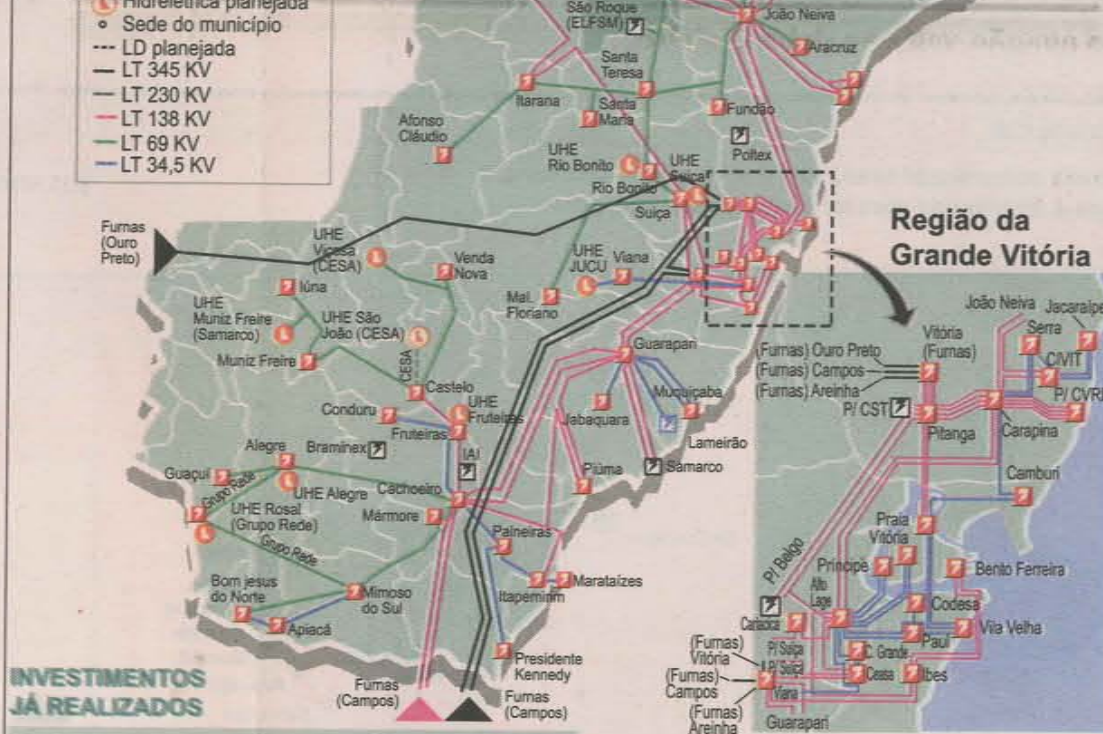 Hidrelétrica planejada
Sede do município
LD planejada
LT 345 KV
LT 230 KV
LT 138 KV
LT 69 KV
LT 34,5 KV
São Roque
(ELFSM)
João Neiva
Aracruz
Santa
Teresa
Itarana
Santa
Maria
Fundão
Afonso
Cláudio
Poltex
UHE
Rio Bonito
Rio Bonito
UHE
Suiça
Suiça
Furnas
(Ouro
Preto)
UHE
Viçosa
(CESA)
Venda
Nova
UHE
JUCU
Viana
Iúna
UHE
Muniz Freire
(Samarco)
UHE São
João (CESA)
Mal.
Floriano
Muniz Freire
CESA
Castelo
Guarapari
Conduru
UHE
Fruteiras
Fruteiras
Jabaquara
Muquiçaba
Lameirão
Braminex
IAI
Samarco
Alegre
Guaçuí
Grupo Rede
UHE Alegre
Cachoeiro
Piúma
UHE Rosal
(Grupo Rede)
Mármore
Grupo Rede
Paineiras
Bom jesus
do Norte
Mimoso
do Sul
Itapemirim
Marataízes
Apiacá
Presidente
Kennedy
Furnas
(Campos)
Furnas
(Campos)
INVESTIMENTOS
JÁ REALIZADOS
Região da
Grande Vitória
João Neiva
Jacaraípe
Vitória
(Furnas)
Serra
CIVIT
(Furnas) Ouro Preto
(Furnas) Campos
(Furnas) Areinha
P/ CST
P/ CVRD
Pitanga
Carapina
Camburi
Praia
Vitória
P/ Belgo
Principe
Bento Ferreira
Alto
Lage
Codesa
Cariacica
Paul
Vila Velha
P/ Suiça
P/ Suiça
C. Grande
(Furnas)
Vitória
(Furnas)
Campos
(Furnas)
Areinha
Viana
Ceasa
Ibes
Guarapari